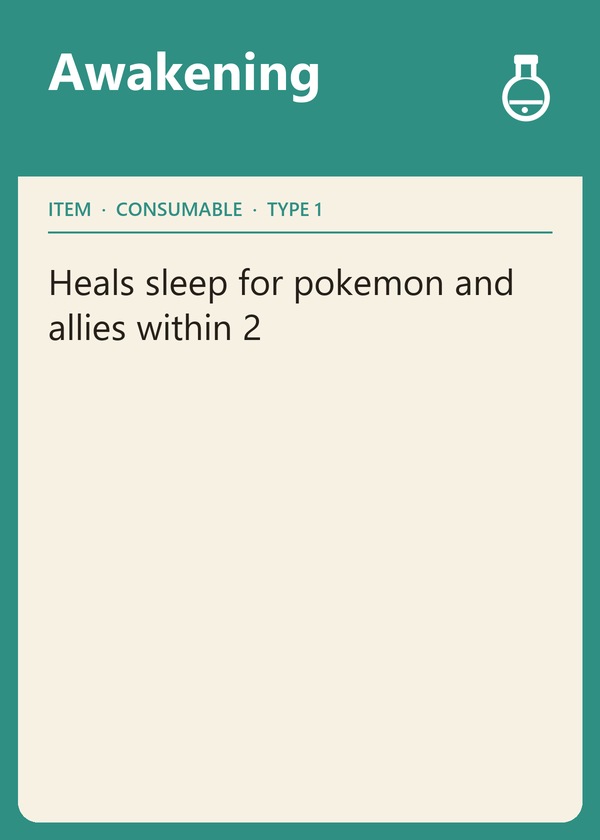 Awakening
ITEM · CONSUMABLE · TYPE 1
Heals sleep for pokemon and
allies within 2